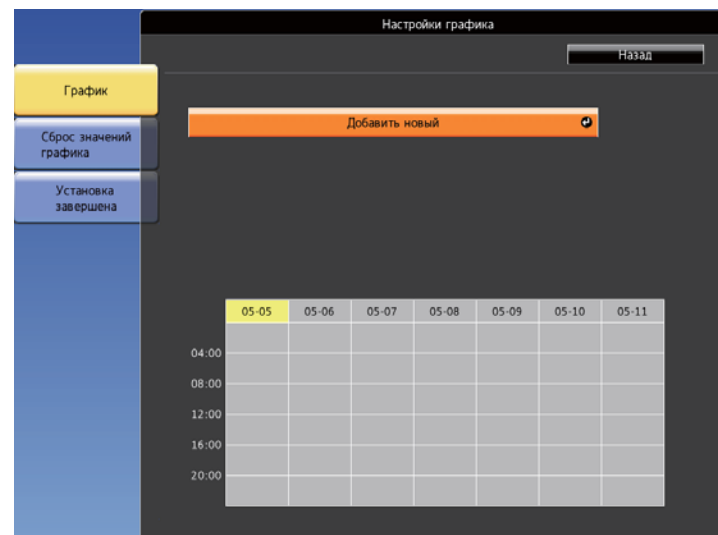 Настройки графика
Назад
График
Добавить новый
Сброс значений
графика
Установка
завершена
05-05 05-06 05-07 05-08 05-09 05-10 05-11
04:00
08:00
12:00
16:00
20:00